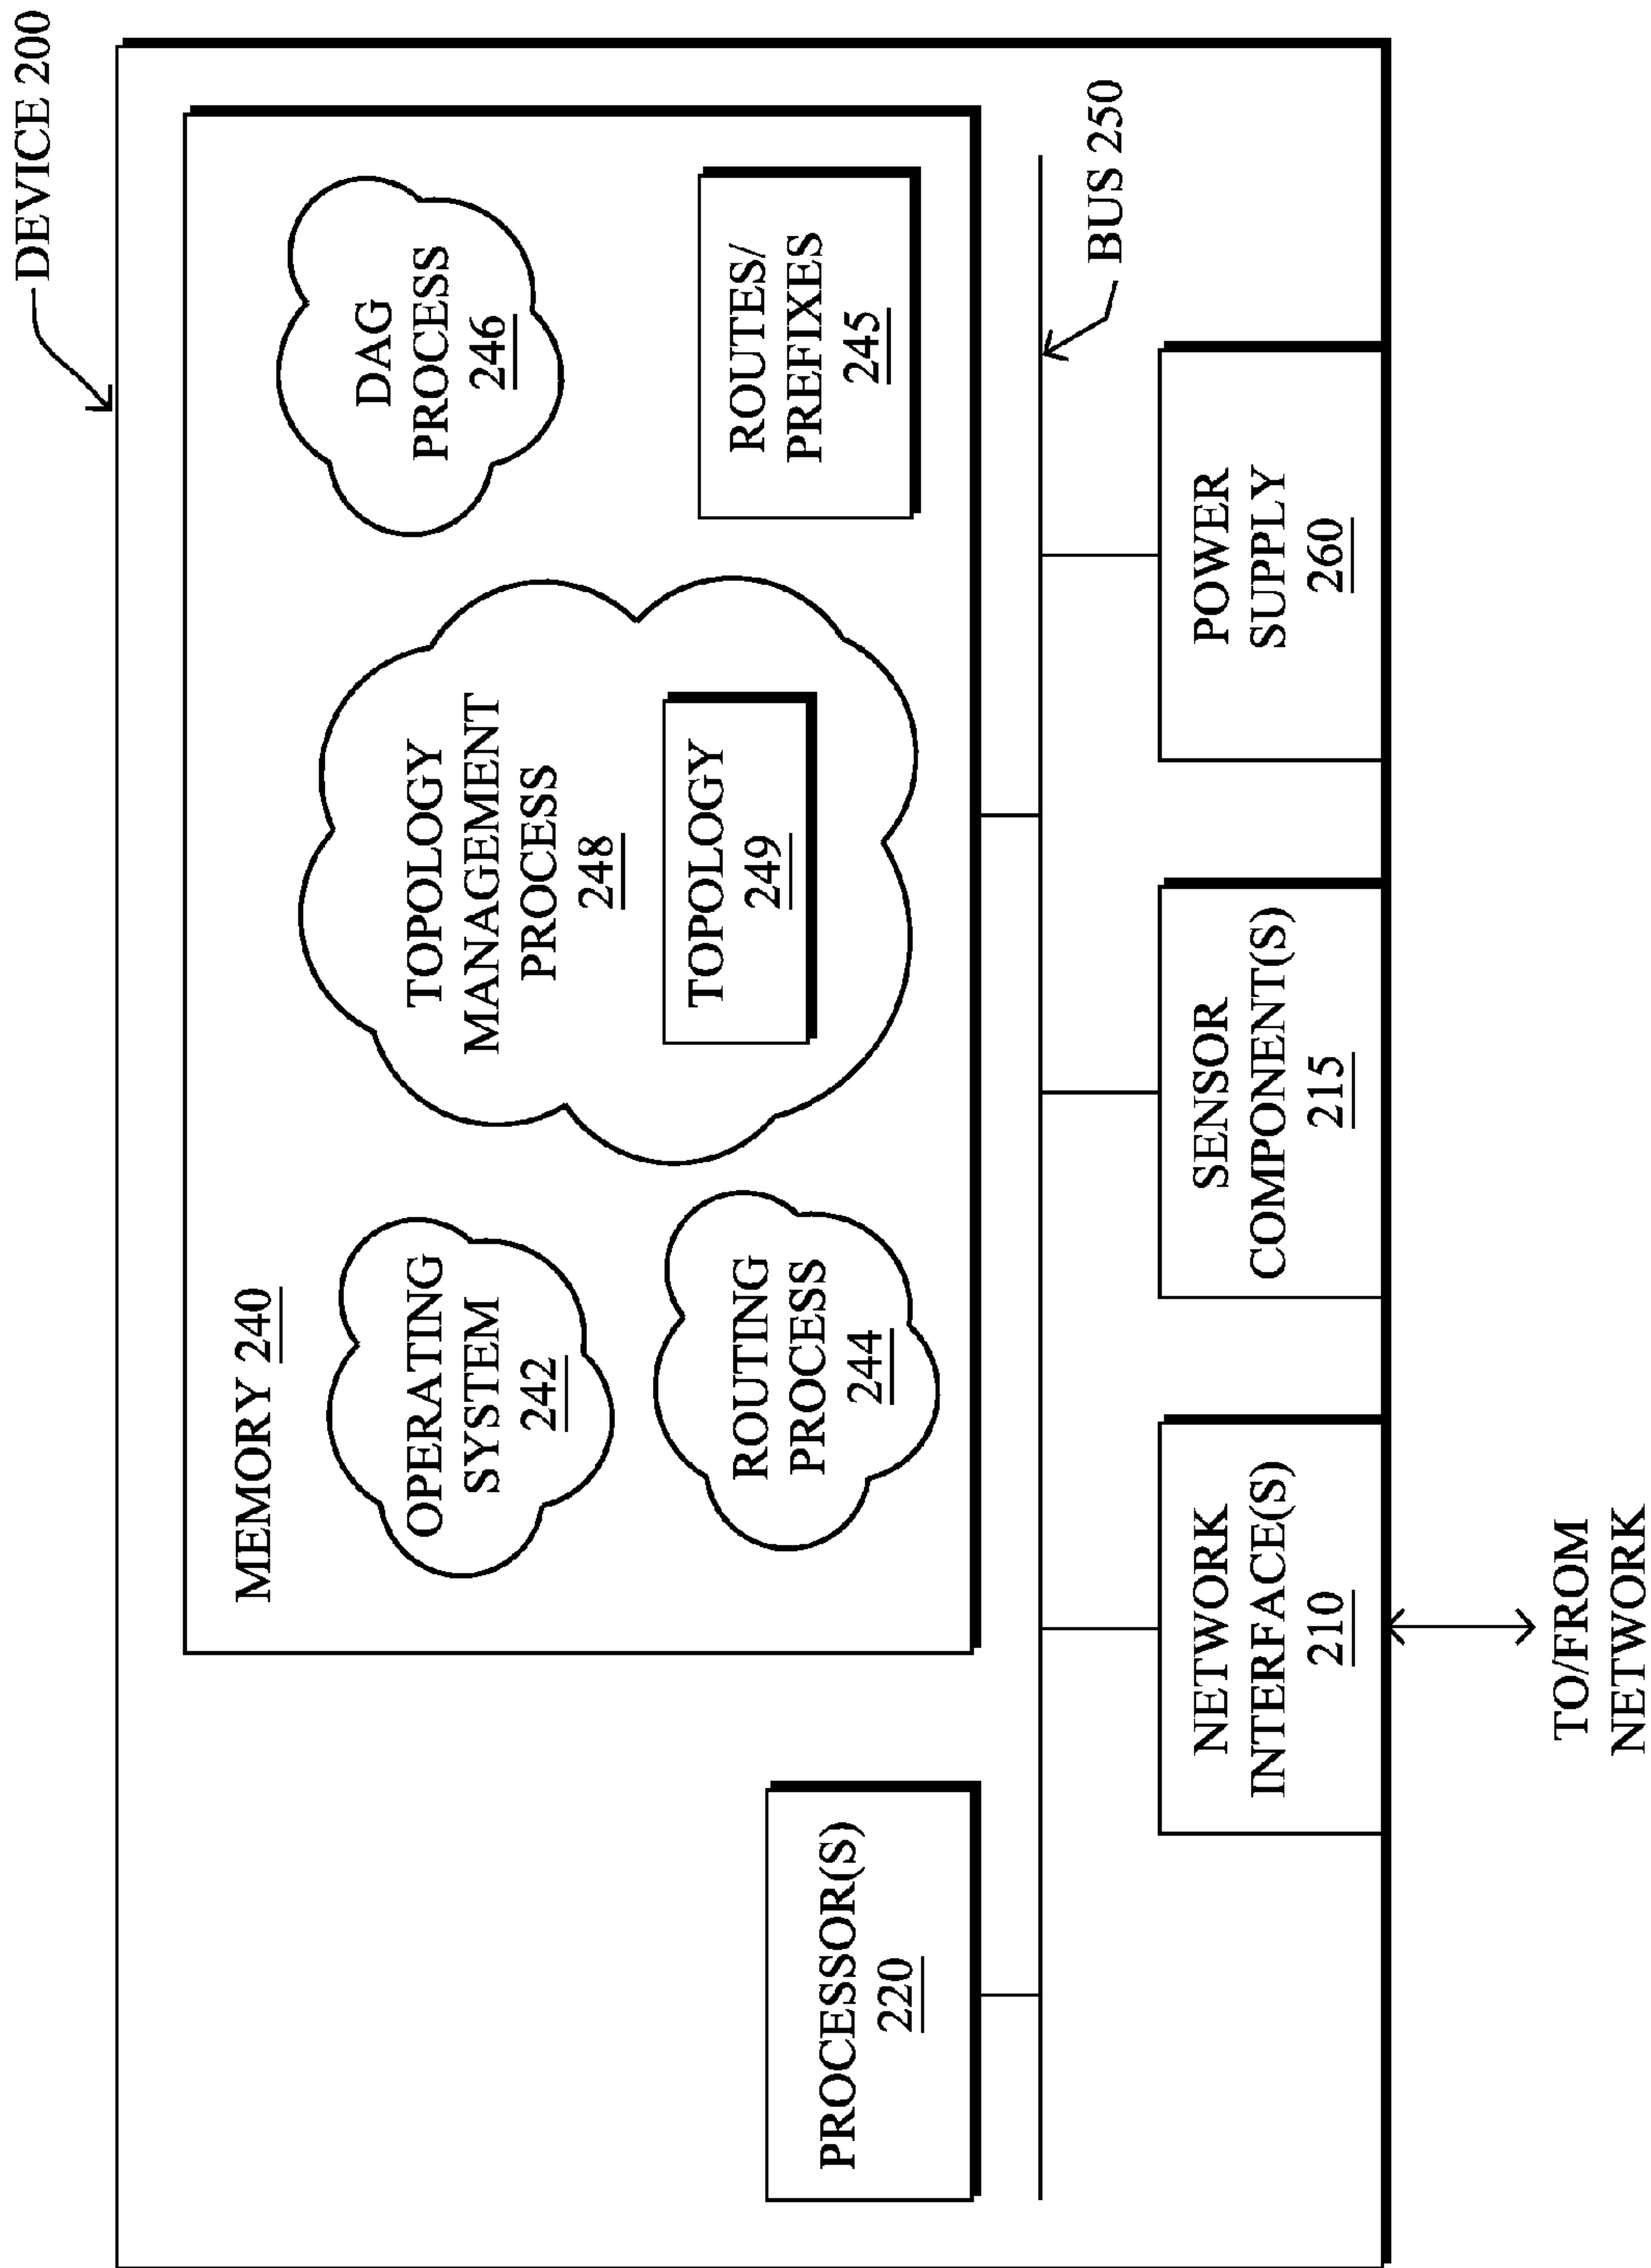 DEVICE 200
MEMORY 240
OPERATING
SYSTEM
242
TOPOLOGY
MANAGEMENT
PROCESS
248
DAG
PROCESS
246
ROUTING
PROCESS
244
TOPOLOGY
249
ROUTES/
PREFIXES
245
PROCESSOR(S)
220
BUS 250
NETWORK
INTERFACE(S)
210
SENSOR
COMPONENT(S)
215
POWER
SUPPLY
260
TO/FROM
NETWORK